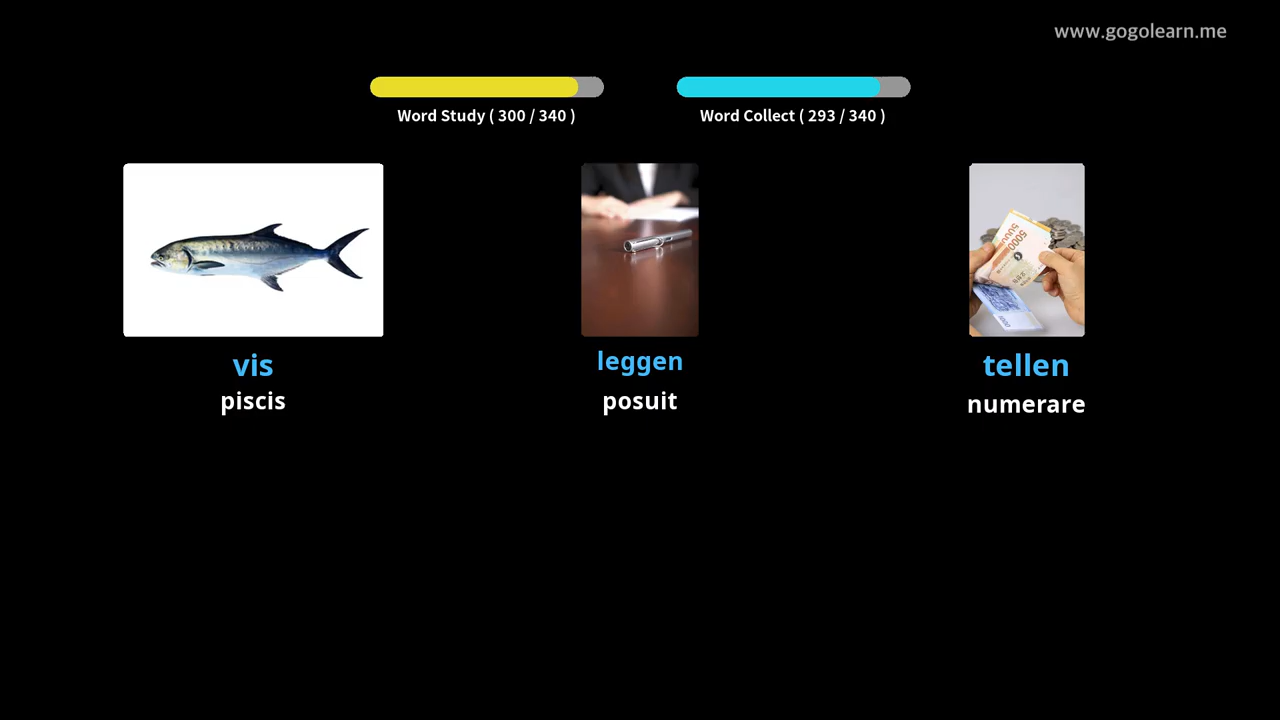 www.gogolearn.me
Word Study ( 300 / 340 )
Word Collect ( 293 / 340 )
vis
piscis
leggen
posuit
tellen
numerare